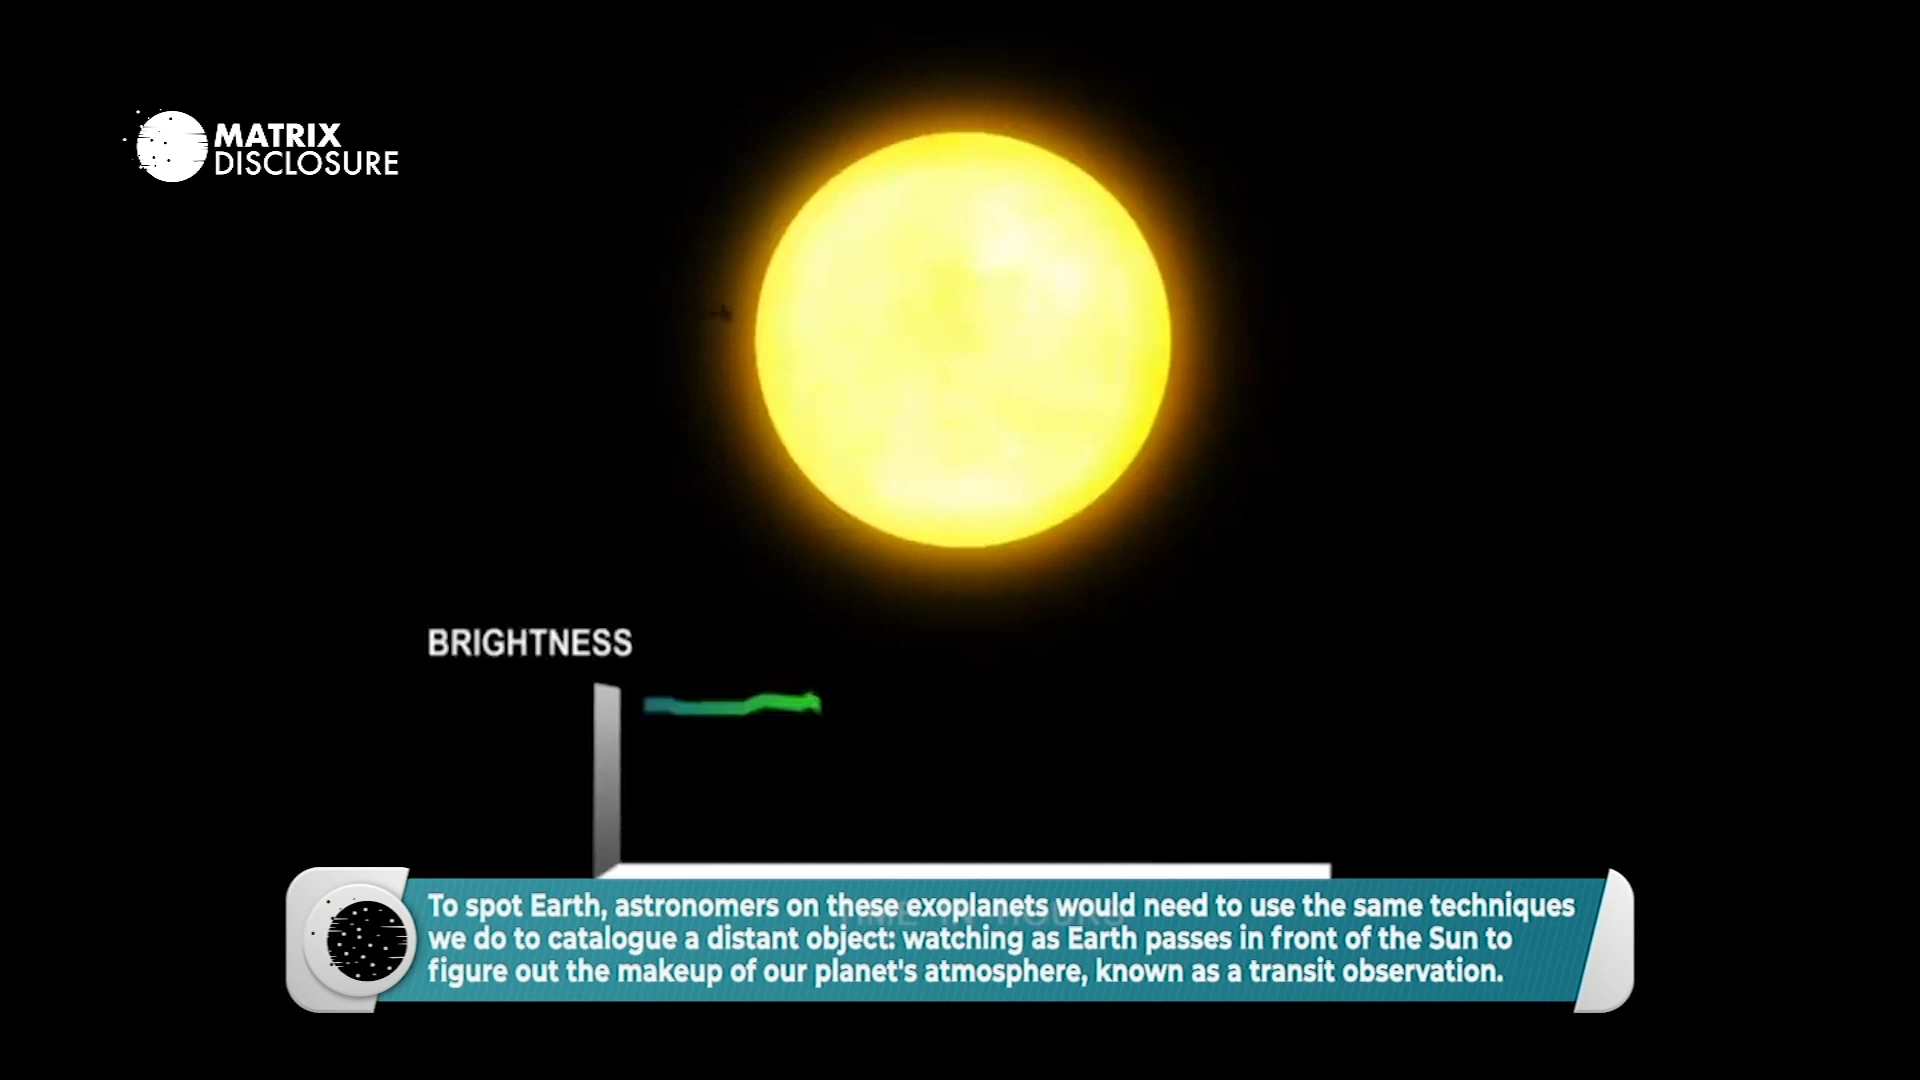 MATRIX
DISCLOSURE
BRIGHTNESS
To spot Earth, astronomers on these exoplanets would need to use the same techniques
we do to catalogue a distant object: watching as Earth passes in front of the Sun to
figure out the makeup of our planet's atmosphere, known as a transit observation.